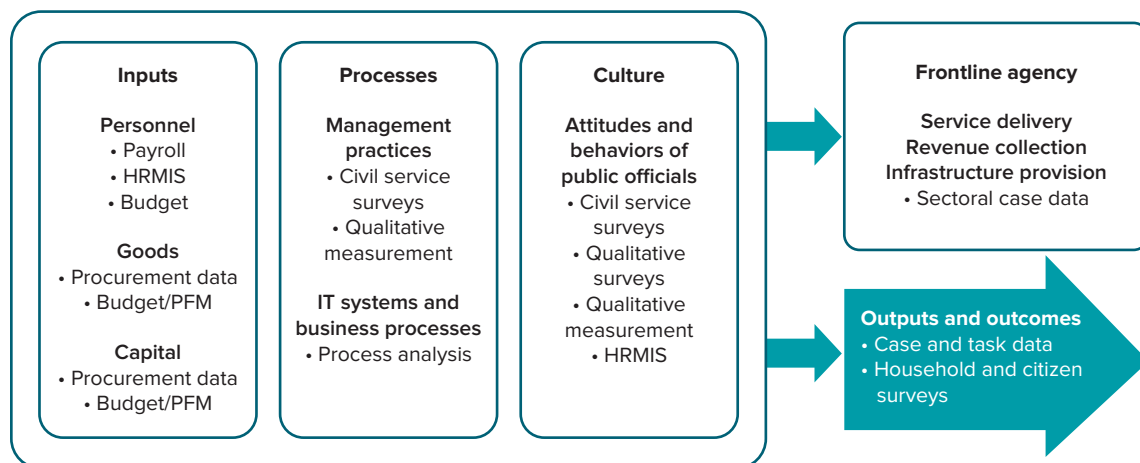 Inputs
Personnel
• Payroll
• HRMIS
• Budget
Goods
• Procurement data
• Budget/PFM
Capital
• Procurement data
• Budget/PFM
Processes
Management
practices
• Civil service
surveys
• Qualitative
measurement
IT systems and
business processes
• Process analysis
Culture
Attitudes and
behaviors of
public officials
• Civil service
surveys
• Qualitative
surveys
• Qualitative
measurement
• HRMIS
Frontline agency
Service delivery
Revenue collection
Infrastructure provision
• Sectoral case data
Outputs and outcomes
• Case and task data
• Household and citizen
surveys